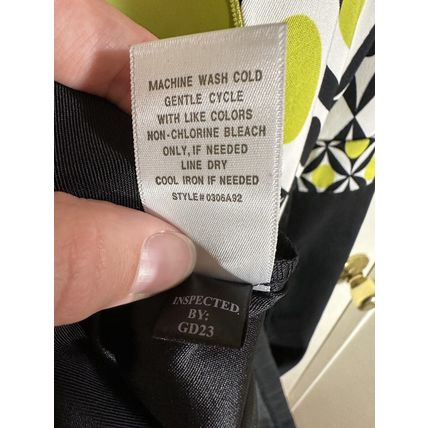 MACHINE WASH COLD
GENTLE CYCLE
WITH LIKE COLORS
NON-CHLORINE BLEACH
ONLY, IF NEEDED
LINE DRY
COOL IRON IF NEEDED
STYLE#0306A92
INSPECTED
BY:
GD23